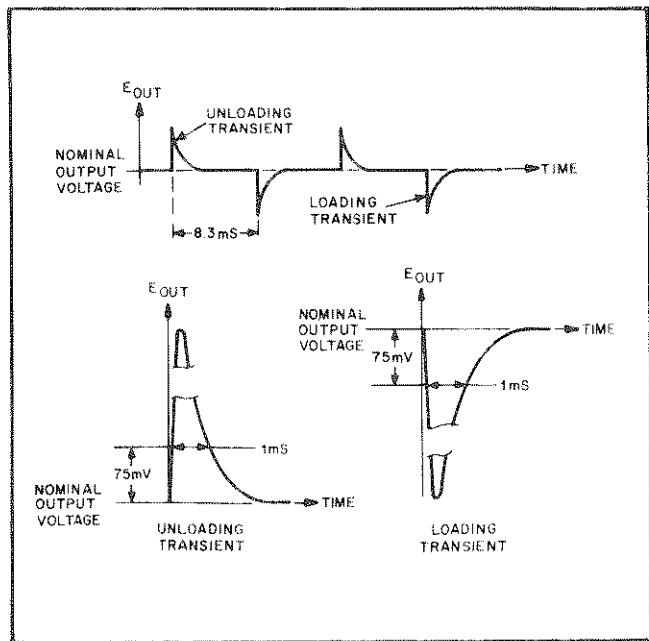 EOUT
UNLOADING
TRANSIENT
NOMINAL
OUTPUT
VOLTAGE
TIME
LOADING
TRANSIENT
8.3mS
EOUT
75mV
1mS
NOMINAL
OUTPUT
VOLTAGE
TIME
UNLOADING
TRANSIENT
EOUT
NOMINAL
OUTPUT
VOLTAGE
TIME
75mV
1mS
LOADING
TRANSIENT